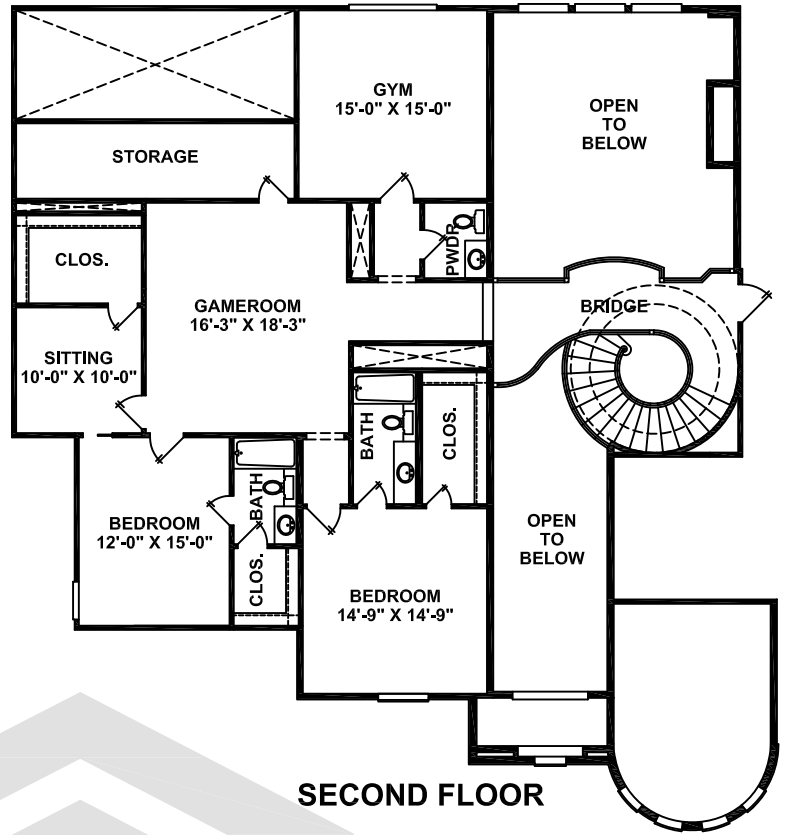 GYM
15'-0" X 15'-0"
OPEN
TO
BELOW
STORAGE
PWDR
CLOS.
BRIDGE
GAMEROOM
16'-3" X 18'-3"
SITTING
10'-0" X 10'-0"
BATH
CLOS.
BATH
BEDROOM
12'-0" X 15'-0"
OPEN
TO
BELOW
CLOS.
BEDROOM
14'-9" X 14'-9"
SECOND FLOOR